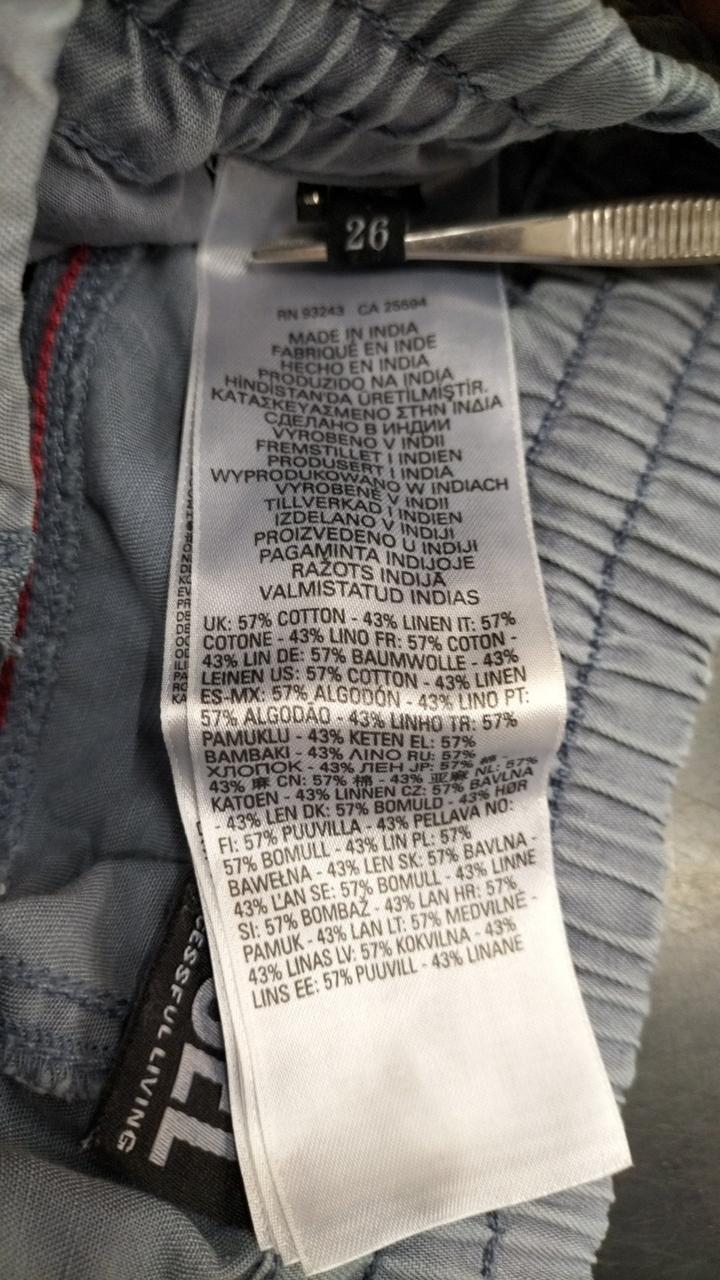 26
RN 93243 CA 25594
MADE IN INDIA
FABRIQUÉ EN INDE
HECHO EN INDIA
PRODUZIDO NA INDIA
HİNDİSTAN'DA ÜRETİLMİŞTİR.
ΚΑΤΑΣΚΕΥΑΣΜΕΝΟ ΣΤΗΝ ΙΝΔΙΑ
СДЕЛАНО В ИНДИИ
VYROBENO V INDII
FREMSTILLET I INDIEN
PRODUSERT I INDIA
WYPRODUKOWANO W INDIACH
VYROBENÉ V INDII
TILLVERKAD I INDIEN
IZDELANO V INDIJI
PROIZVEDENO U INDIJI
PAGAMINTA INDIJOJE
RAŽOTS INDIJĀ
VALMISTATUD INDIAS
UK: 57% COTTON - 43% LINEN IT: 57%
COTONE - 43% LINO FR: 57% COTON -
43% LIN DE: 57% BAUMWOLLE - 43%
LEINEN US: 57% COTTON - 43% LINEN
ES-MX: 57% ALGODÓN - 43% LINO PT:
57% ALGODÃO - 43% LINHO TR: 57%
PAMUKLU - 43% KETEN EL: 57%
ΒΑΜΒΑΚΙ - 43% ΛΙΝΟ RU: 57%
ХЛОПОК - 43% ЛЕН JP: 57% 綿 -
43% 麻 CN: 57% 棉 - 43% 亚麻 NL: 57%
KATOEN - 43% LINNEN CZ: 57% BAVLNA
- 43% LEN DK: 57% BOMULD - 43% HØR
FI: 57% PUUVILLA - 43% PELLAVA NO:
57% BOMULL - 43% LIN PL: 57%
BAWEŁNA - 43% LEN SK: 57% BAVLNA -
43% ĽAN SE: 57% BOMULL - 43% LINNE
SI: 57% BOMBAŽ - 43% LAN HR: 57%
PAMUK - 43% LAN LT: 57% MEDVILNĖ -
43% LINAS LV: 57% KOKVILNA - 43%
LINS EE: 57% PUUVILL - 43% LINANE
LIVING